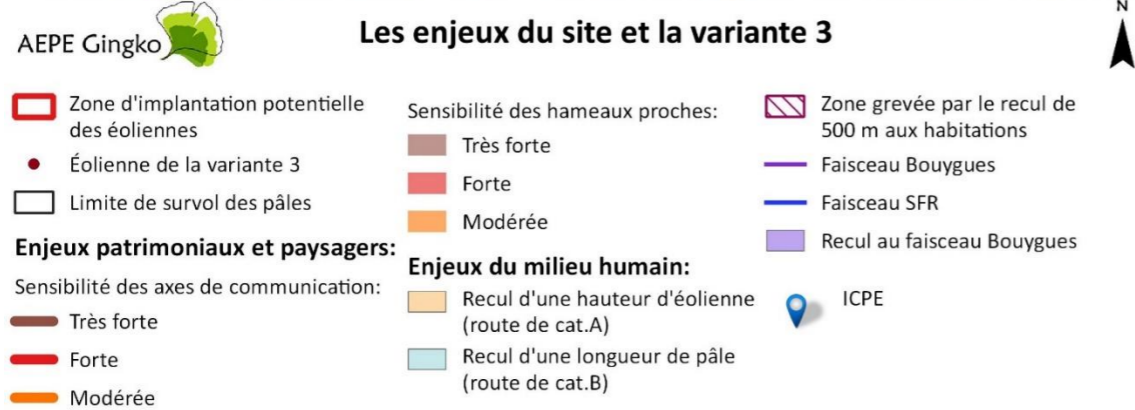 AEPE Gingko
Les enjeux du site et la variante 3
N
Zone d'implantation potentielle
des éoliennes
Éolienne de la variante 3
Limite de survol des pâles
Enjeux patrimoniaux et paysagers:
Sensibilité des axes de communication:
Très forte
Forte
Modérée
Sensibilité des hameaux proches:
Très forte
Forte
Modérée
Enjeux du milieu humain:
Recul d'une hauteur d'éolienne
(route de cat.A)
Recul d'une longueur de pâle
(route de cat.B)
Zone grevée par le recul de
500 m aux habitations
Faisceau Bouygues
Faisceau SFR
Recul au faisceau Bouygues
ICPE